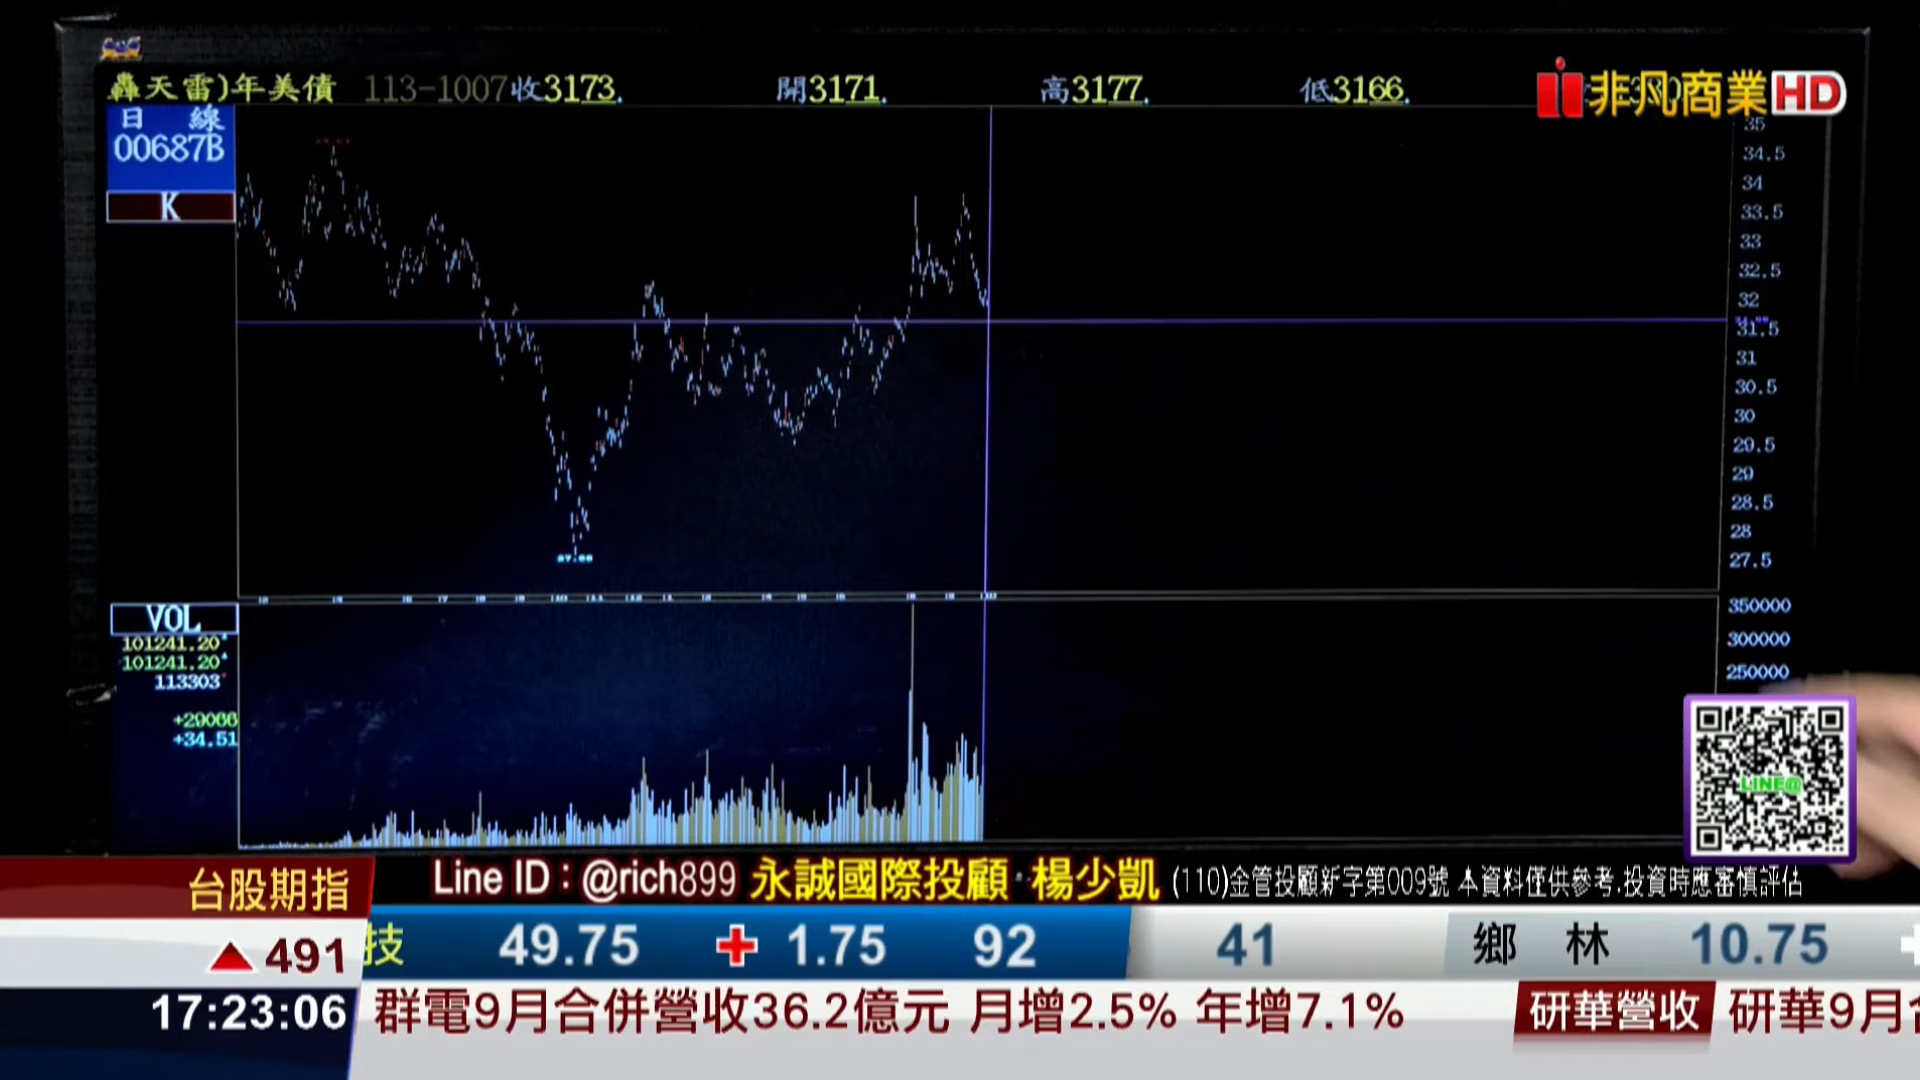 轟天雷)年美債 113-1007收3173. 開3171. 高3177. 低3166.
非凡商業HD
日 線
00687B
K
35
34.5
34
33.5
33
32.5
32
31.5
31
30.5
30
29.5
29
28.5
28
27.5
VOL
101241.20
101241.20
113303
+29066
+34.51
350000
300000
250000
LINE@
台股期指
Line ID：@rich899 永誠國際投顧 · 楊少凱 (110)金管投顧新字第009號 本資料僅供參考.投資時應審慎評估
▲491
技 49.75 + 1.75 92 41 鄉 林 10.75
17:23:06
群電9月合併營收36.2億元 月增2.5% 年增7.1% 研華營收 研華9月